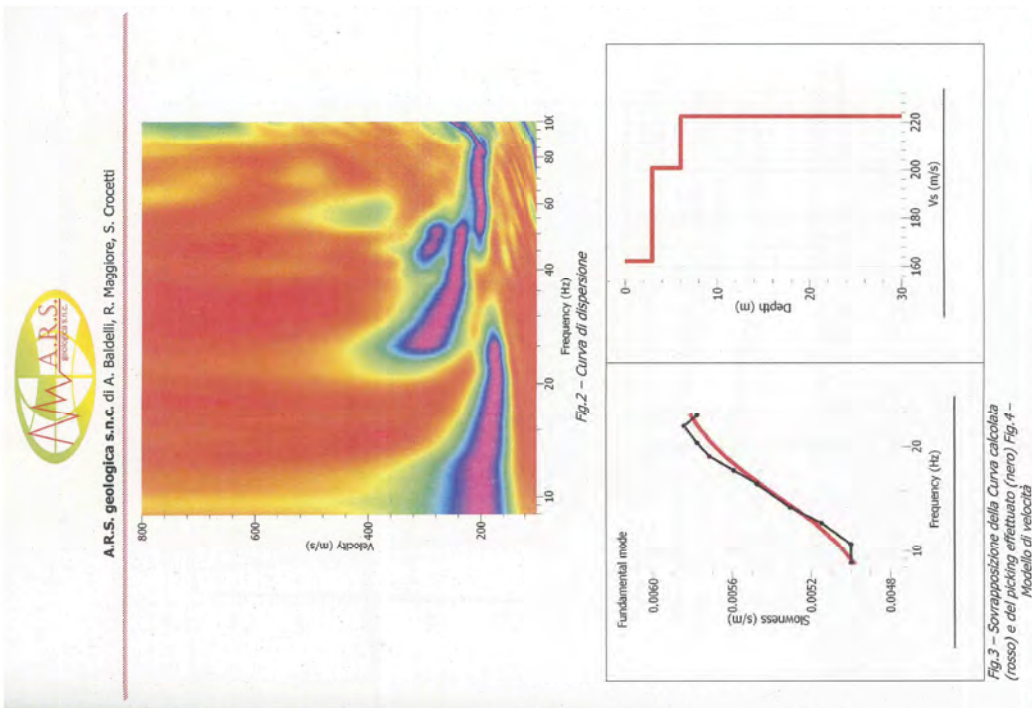 A.R.S.
geologica s.n.c.
A.R.S. geologica s.n.c. di A. Baldelli, R. Maggiore, S. Crocetti
800
600
400
200
Velocity (m/s)
10
20
40
60
80
10
Frequency (Hz)
Fig.2 – Curva di dispersione
Fundamental mode
0.0060
0.0056
0.0052
0.0048
Slowness (s/m)
10
20
Frequency (Hz)
0
10
20
30
Depth (m)
160
180
200
220
Vs (m/s)
Fig.3 – Sovrapposizione della Curva calcolata
(rosso) e del picking effettuato (nero) Fig.4 –
Modello di velocità